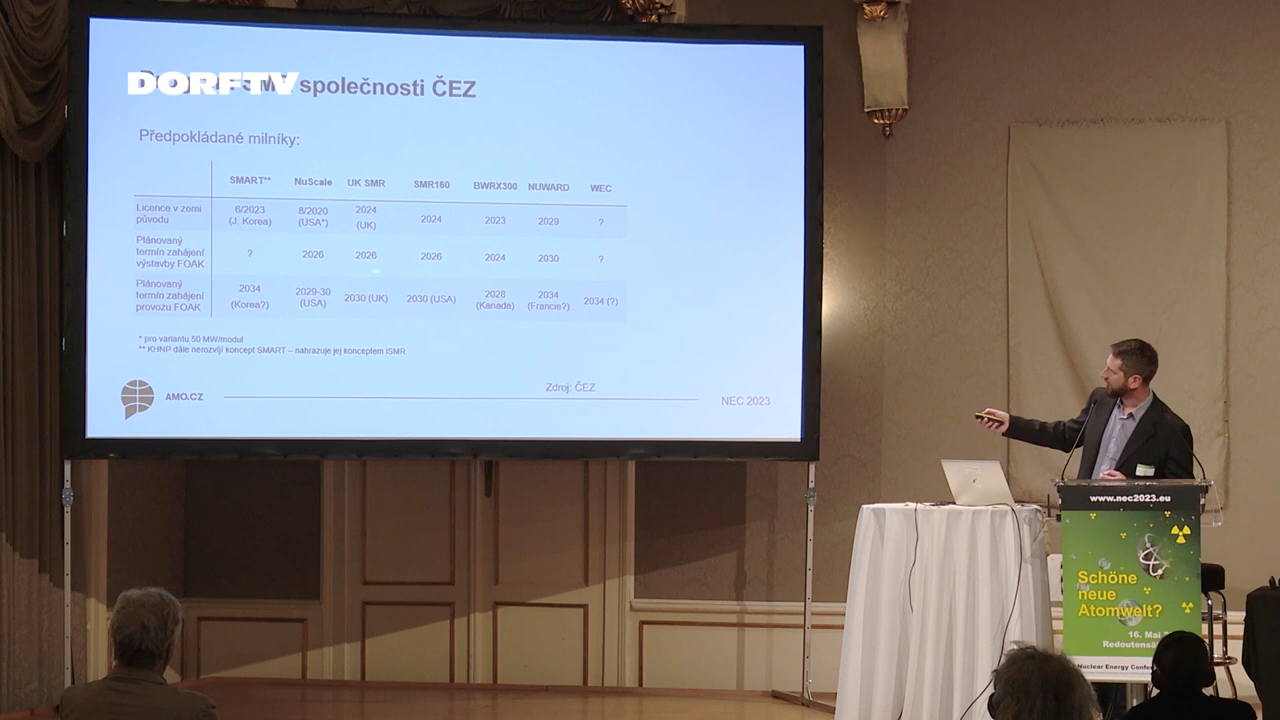 DORFTV
společnosti ČEZ
Předpokládané milníky:
SMART** NuScale UK SMR SMR160 BWRX300 NUWARD WEC
Licence v zemi původu 6/2023 (J. Korea) 8/2020 (USA*) 2024 (UK) 2024 2023 2029 ?
Plánovaný termín zahájení výstavby FOAK ? 2026 2026 2026 2024 2030 ?
Plánovaný termín zahájení provozu FOAK 2034 (Korea?) 2029-30 (USA) 2030 (UK) 2030 (USA) 2028 (Kanada) 2034 (Francie?) 2034 (?)
* pro variantu 50 MW/modul
** KHNP dále nerozvíjí koncept SMART – nahrazuje jej konceptem iSMR
Zdroj: ČEZ
AMO.CZ
NEC 2023
www.nec2023.eu
Schöne
neue
Atomwelt?
16. Mai
Nuclear Energy